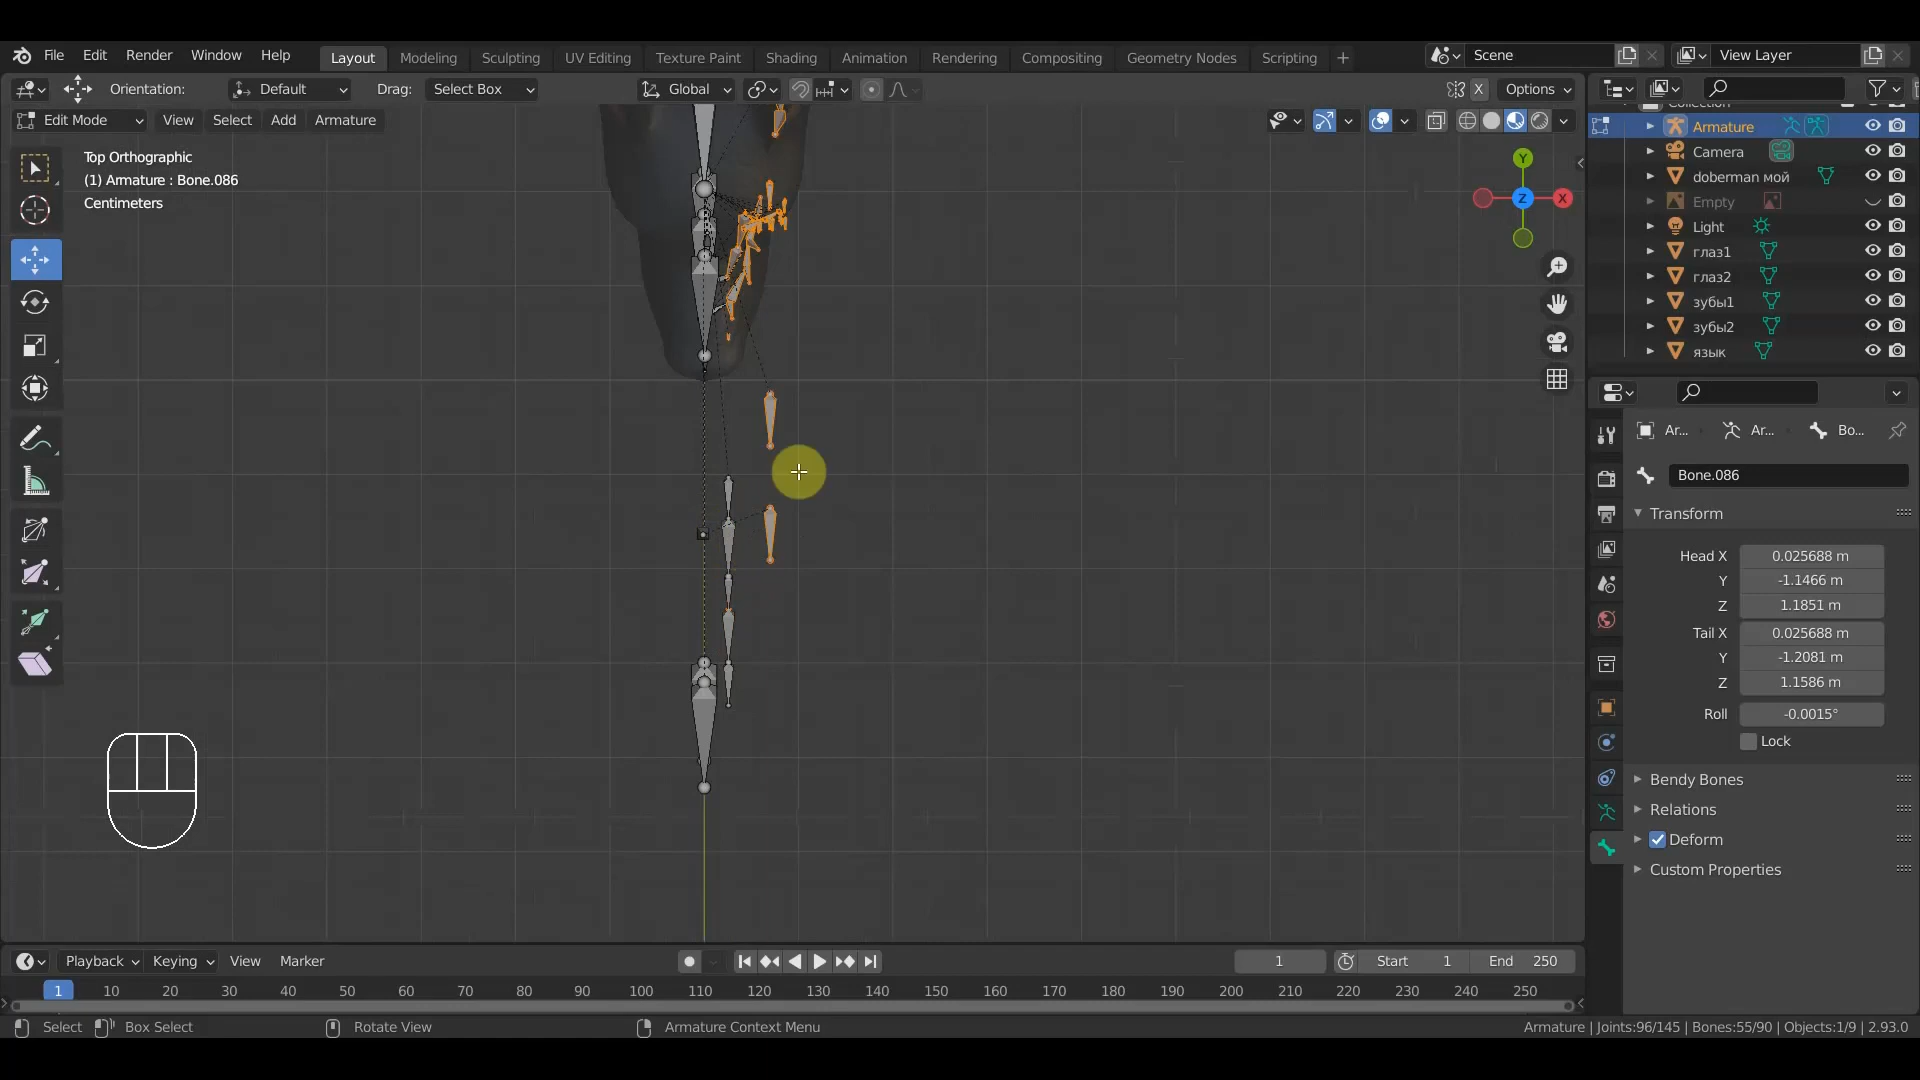 File Edit Render Window Help Layout Modeling Sculpting UV Editing Texture Paint Shading Animation Rendering Compositing Geometry Nodes Scripting + Scene View Layer
Orientation: Default Drag: Select Box Global X Options
Edit Mode View Select Add Armature
Top Orthographic
(1) Armature : Bone.086
Centimeters
Y
Z X
Collection
Armature
Camera
doberman мой
Empty
Light
глаз1
глаз2
зубы1
зубы2
язык
Ar... Ar... Bo...
Bone.086
Transform
Head X 0.025688 m
Y -1.1466 m
Z 1.1851 m
Tail X 0.025688 m
Y -1.2081 m
Z 1.1586 m
Roll -0.0015°
Lock
Bendy Bones
Relations
Deform
Custom Properties
Playback Keying View Marker 1 Start 1 End 250
1 10 20 30 40 50 60 70 80 90 100 110 120 130 140 150 160 170 180 190 200 210 220 230 240 250
Select Box Select Rotate View Armature Context Menu Armature | Joints:96/145 | Bones:55/90 | Objects:1/9 | 2.93.0